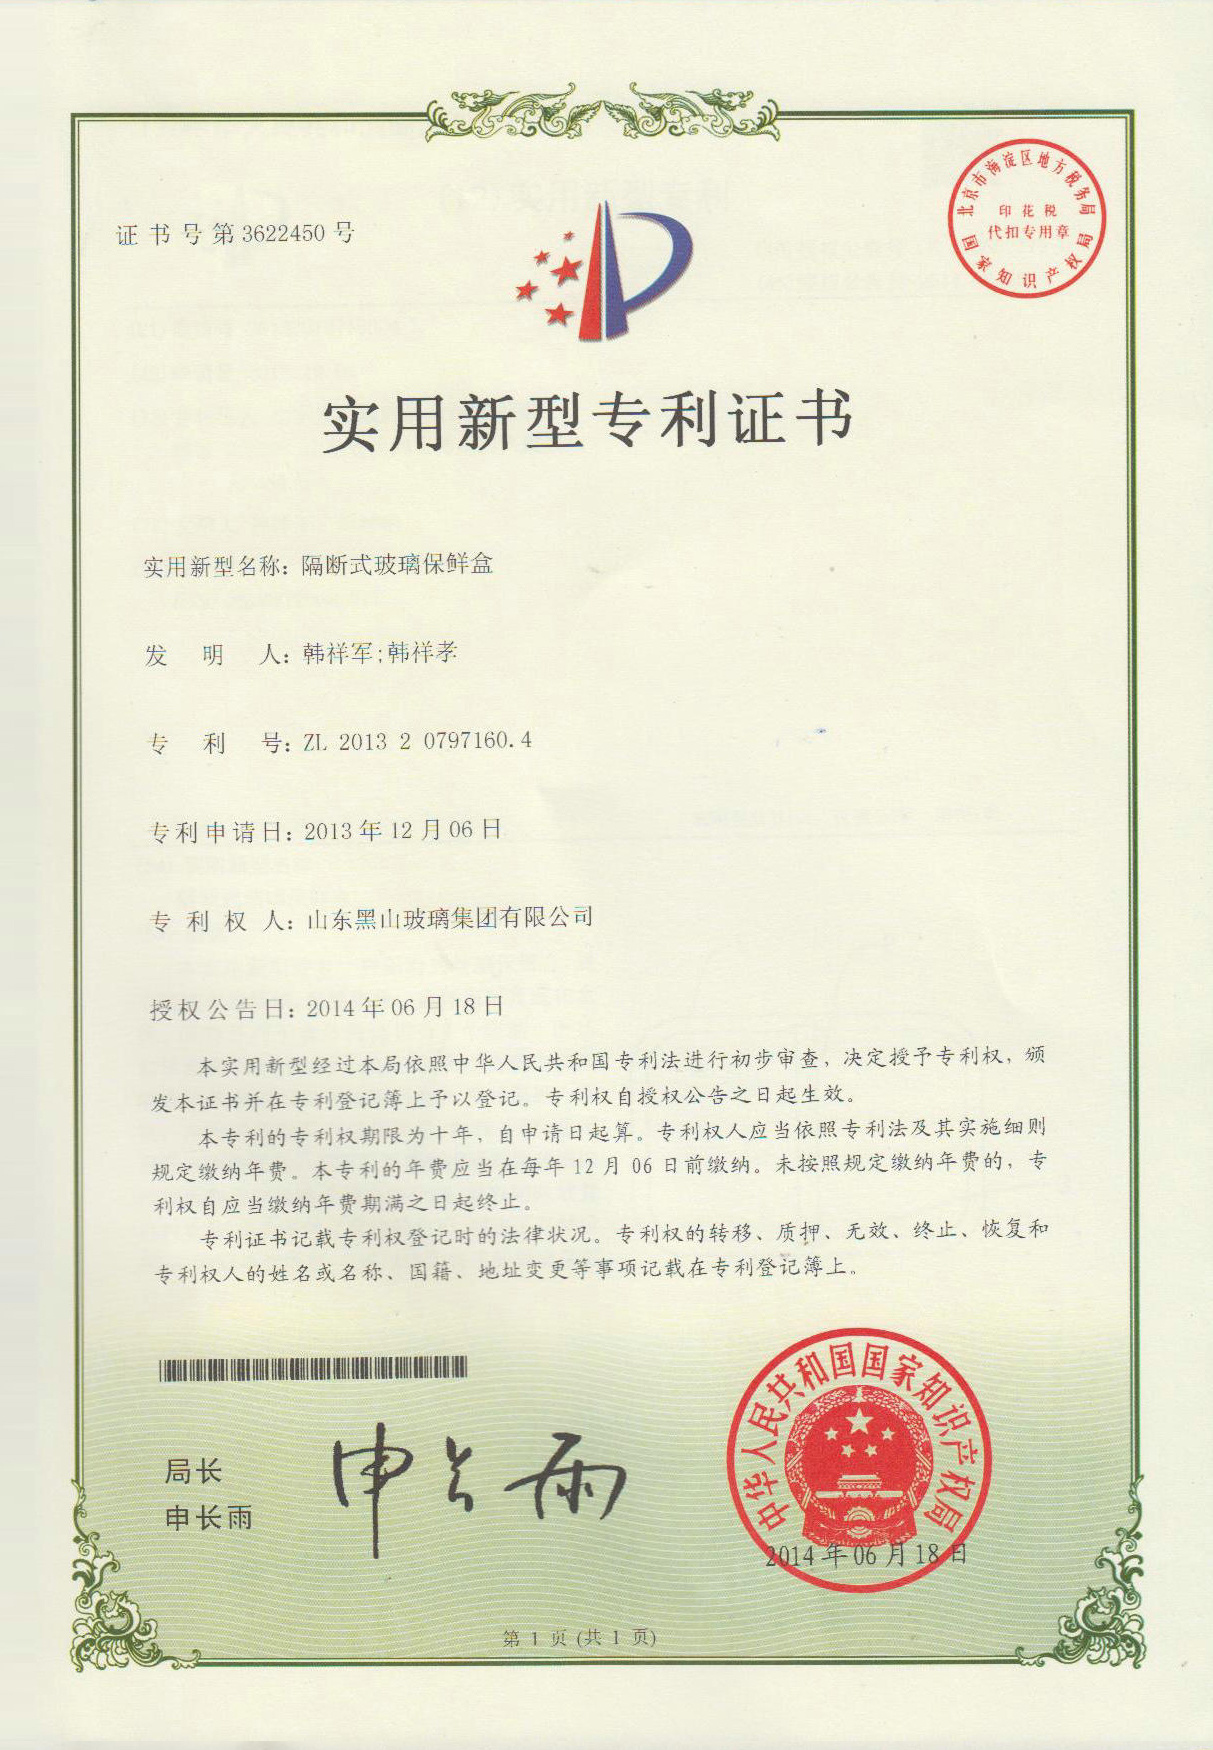 证书号第3622450号
北京市海淀区地方税务局
印花税
代扣专用章
国家知识产权局
实用新型专利证书
实用新型名称：隔断式玻璃保鲜盒
发明人：韩祥军;韩祥孝
专利号：ZL 2013 2 0797160.4
专利申请日：2013年12月06日
专利权人：山东黑山玻璃集团有限公司
授权公告日：2014年06月18日
本实用新型经过本局依照中华人民共和国专利法进行初步审查，决定授予专利权，颁
发本证书并在专利登记簿上予以登记。专利权自授权公告之日起生效。
本专利的专利权期限为十年，自申请日起算。专利权人应当依照专利法及其实施细则
规定缴纳年费。本专利的年费应当在每年12月06日前缴纳。未按照规定缴纳年费的，专
利权自应当缴纳年费期满之日起终止。
专利证书记载专利权登记时的法律状况。专利权的转移、质押、无效、终止、恢复和
专利权人的姓名或名称、国籍、地址变更等事项记载在专利登记簿上。
局长
申长雨
申长雨
中华人民共和国国家知识产权局
2014年06月18日
第 1 页 (共 1 页)